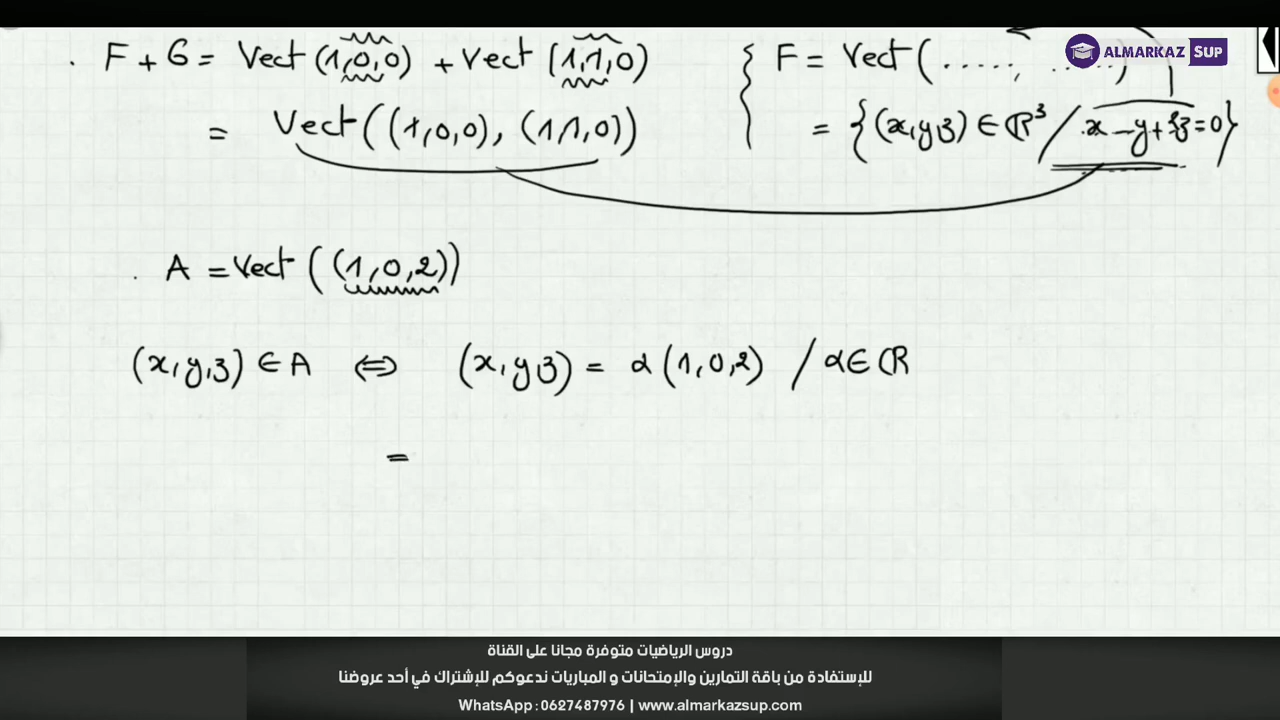 ALMARKAZ SUP
. F + G = Vect (1,0,0) + Vect (1,1,0)
= Vect ((1,0,0), (1,1,0))
F = Vect (. . . . . , . . . . .)
= {(x,y,z) ∈ ℝ³ / x - y + z = 0}
. A = Vect ((1,0,2))
(x,y,z) ∈ A ⇔ (x,y,z) = α (1,0,2) / α ∈ ℝ
=
دروس الرياضيات متوفرة مجانا على القناة
للإستفادة من باقة التمارين والإمتحانات و المباريات ندعوكم للإشتراك في أحد عروضنا
WhatsApp : 0627487976 | www.almarkazsup.com